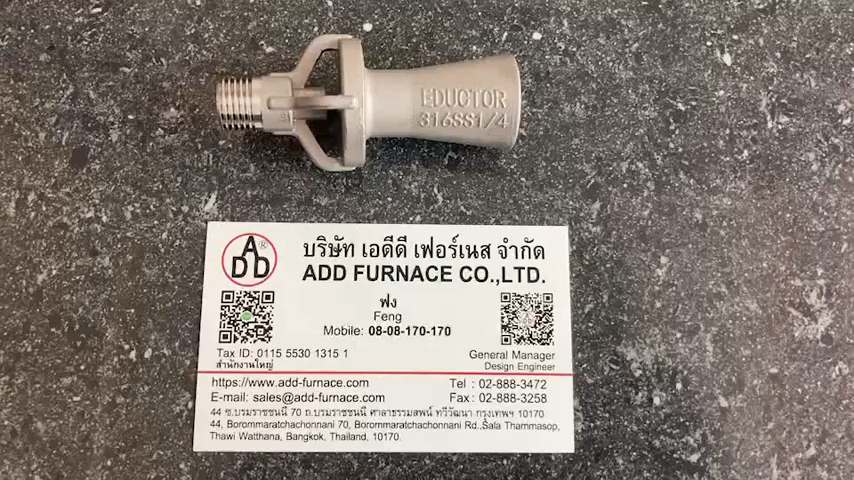 EDUCTOR
316SS1/4
ADD®
บริษัท เอดีดี เฟอร์เนส จำกัด
ADD FURNACE CO.,LTD.
ฟง
Feng
Mobile: 08-08-170-170
Tax ID: 0115 5530 1315 1
สำนักงานใหญ่
General Manager
Design Engineer
https://www.add-furnace.com
E-mail: sales@add-furnace.com
Tel : 02-888-3472
Fax : 02-888-3258
44 ซ.บรมราชชนนี 70 ถ.บรมราชชนนี ศาลาธรรมสพน์ ทวีวัฒนา กรุงเทพฯ 10170
44, Borommaratchachonnani 70, Borommaratchachonnani Rd.,Sala Thammasop,
Thawi Watthana, Bangkok, Thailand, 10170.